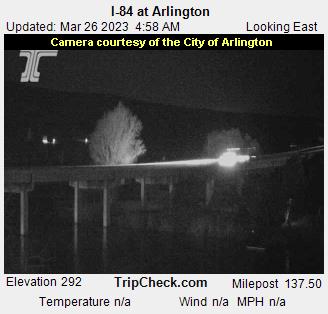 I-84 at Arlington
Updated: Mar 26 2023 4:58 AM Looking East
Camera courtesy of the City of Arlington
Elevation 292 TripCheck.com Milepost 137.50
Temperature n/a Wind n/a MPH n/a